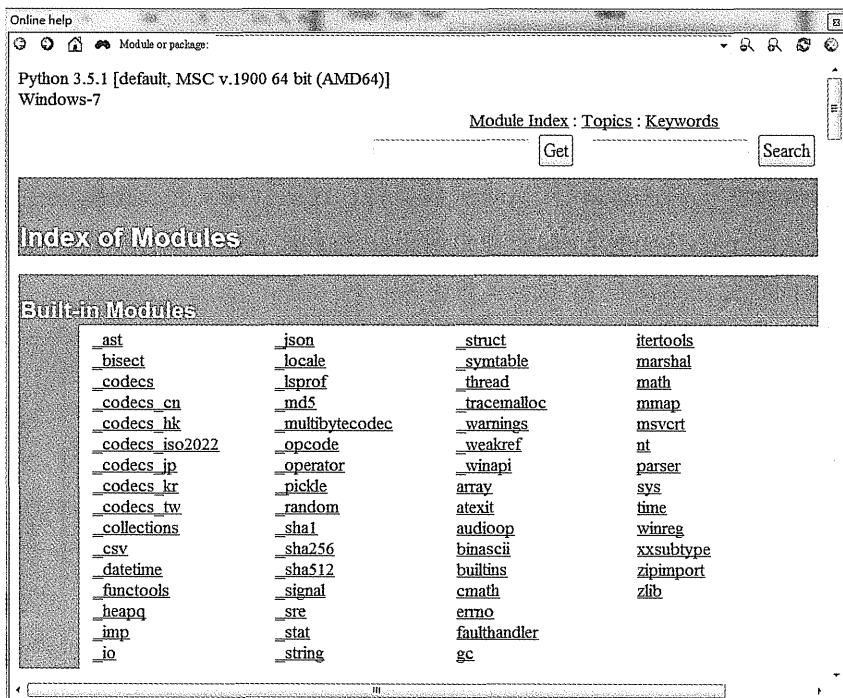 Online help
Module or package:
Python 3.5.1 [default, MSC v.1900 64 bit (AMD64)]
Windows-7
Module Index : Topics : Keywords
Get Search
Index of Modules
Built-in Modules
_ast _json _struct itertools
_bisect _locale _symtable marshal
_codecs _lsprof _thread math
_codecs_cn _md5 _tracemalloc mmap
_codecs_hk _multibytecodec _warnings msvcrt
_codecs_iso2022 _opcode _weakref nt
_codecs_jp _operator _winapi parser
_codecs_kr _pickle array sys
_codecs_tw _random atexit time
_collections _sha1 audioop winreg
_csv _sha256 binascii xxsubtype
_datetime _sha512 builtins zipimport
_functools _signal cmath zlib
_heapq _sre errno
_imp _stat faulthandler
_io _string gc